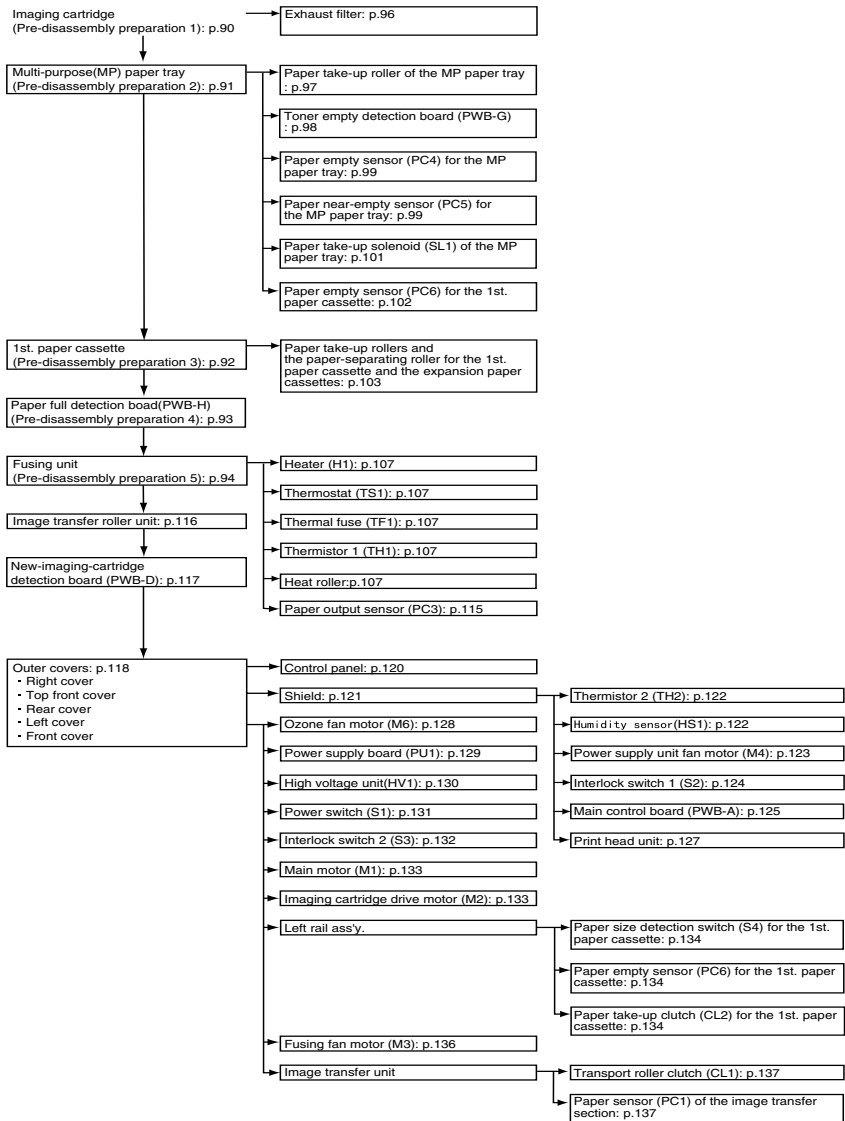 Imaging cartridge
(Pre-disassembly preparation 1): p.90
Exhaust filter: p.96
Multi-purpose(MP) paper tray
(Pre-disassembly preparation 2): p.91
Paper take-up roller of the MP paper tray
: p.97
Toner empty detection board (PWB-G)
: p.98
Paper empty sensor (PC4) for the MP
paper tray: p.99
Paper near-empty sensor (PC5) for
the MP paper tray: p.99
Paper take-up solenoid (SL1) of the MP
paper tray: p.101
Paper empty sensor (PC6) for the 1st.
paper cassette: p.102
1st. paper cassette
(Pre-disassembly preparation 3): p.92
Paper take-up rollers and
the paper-separating roller for the 1st.
paper cassette and the expansion paper
cassettes: p.103
Paper full detection boad(PWB-H)
(Pre-disassembly preparation 4): p.93
Fusing unit
(Pre-disassembly preparation 5): p.94
Heater (H1): p.107
Thermostat (TS1): p.107
Thermal fuse (TF1): p.107
Thermistor 1 (TH1): p.107
Heat roller:p.107
Paper output sensor (PC3): p.115
Image transfer roller unit: p.116
New-imaging-cartridge
detection board (PWB-D): p.117
Outer covers: p.118
· Right cover
· Top front cover
· Rear cover
· Left cover
· Front cover
Control panel: p.120
Shield: p.121
Ozone fan motor (M6): p.128
Power supply board (PU1): p.129
High voltage unit(HV1): p.130
Power switch (S1): p.131
Interlock switch 2 (S3): p.132
Main motor (M1): p.133
Imaging cartridge drive motor (M2): p.133
Left rail ass'y.
Fusing fan motor (M3): p.136
Image transfer unit
Thermistor 2 (TH2): p.122
Humidity sensor(HS1): p.122
Power supply unit fan motor (M4): p.123
Interlock switch 1 (S2): p.124
Main control board (PWB-A): p.125
Print head unit: p.127
Paper size detection switch (S4) for the 1st.
paper cassette: p.134
Paper empty sensor (PC6) for the 1st. paper
cassette: p.134
Paper take-up clutch (CL2) for the 1st. paper
cassette: p.134
Transport roller clutch (CL1): p.137
Paper sensor (PC1) of the image transfer
section: p.137